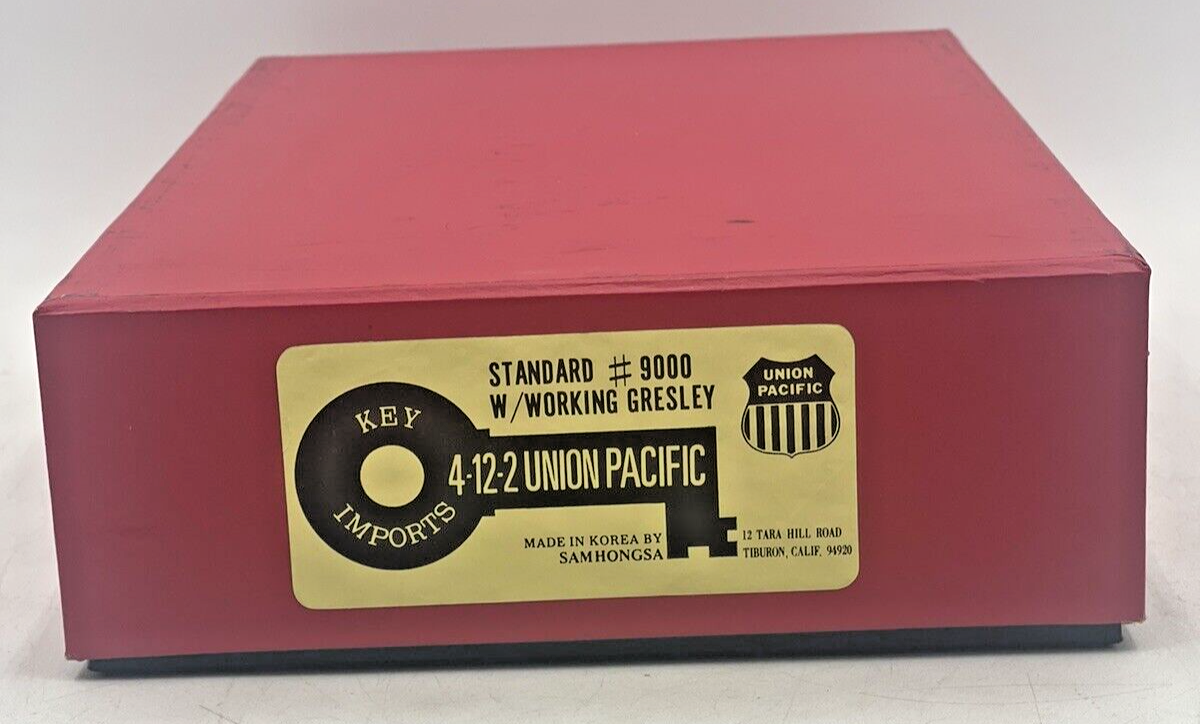 STANDARD # 9000
W/WORKING GRESLEY
UNION
PACIFIC
KEY
IMPORTS
4-12-2 UNION PACIFIC
MADE IN KOREA BY
SAMHONGSA
12 TARA HILL ROAD
TIBURON, CALIF. 94920